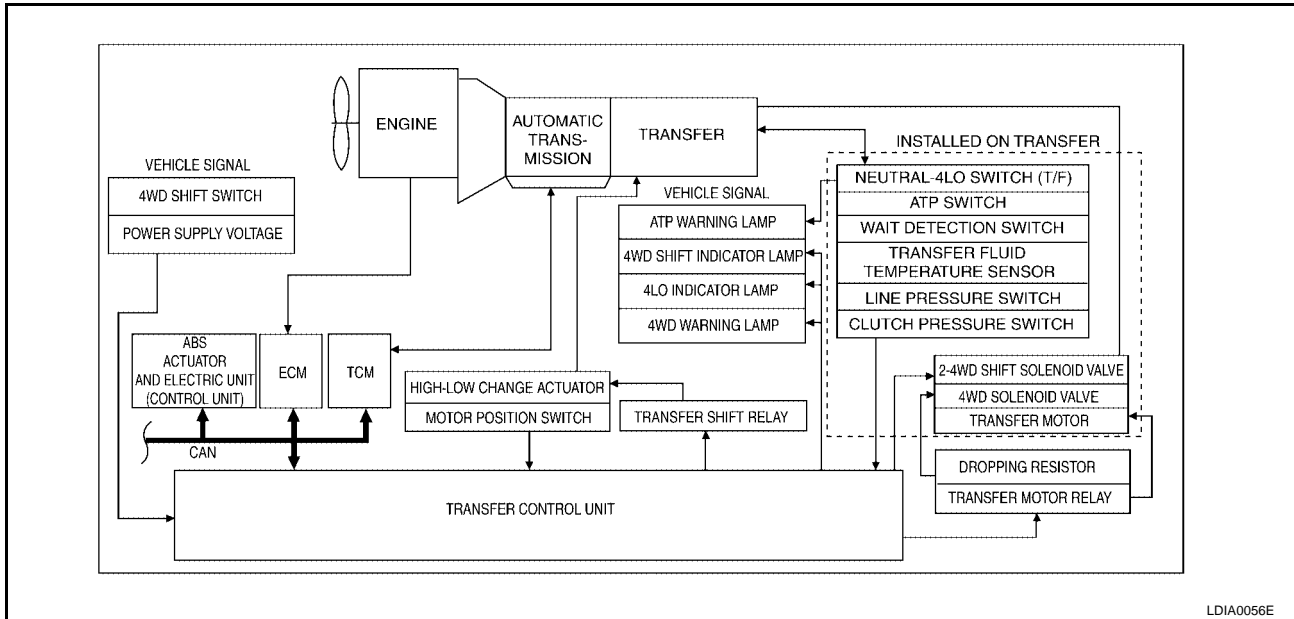 ENGINE
AUTOMATIC
TRANS-
MISSION
TRANSFER
VEHICLE SIGNAL
4WD SHIFT SWITCH
POWER SUPPLY VOLTAGE
INSTALLED ON TRANSFER
NEUTRAL-4LO SWITCH (T/F)
ATP SWITCH
WAIT DETECTION SWITCH
TRANSFER FLUID
TEMPERATURE SENSOR
LINE PRESSURE SWITCH
CLUTCH PRESSURE SWITCH
VEHICLE SIGNAL
ATP WARNING LAMP
4WD SHIFT INDICATOR LAMP
4LO INDICATOR LAMP
4WD WARNING LAMP
ABS
ACTUATOR
AND ELECTRIC UNIT
(CONTROL UNIT)
ECM
TCM
CAN
HIGH-LOW CHANGE ACTUATOR
MOTOR POSITION SWITCH
TRANSFER SHIFT RELAY
2-4WD SHIFT SOLENOID VALVE
4WD SOLENOID VALVE
TRANSFER MOTOR
DROPPING RESISTOR
TRANSFER MOTOR RELAY
TRANSFER CONTROL UNIT
LDIA0056E